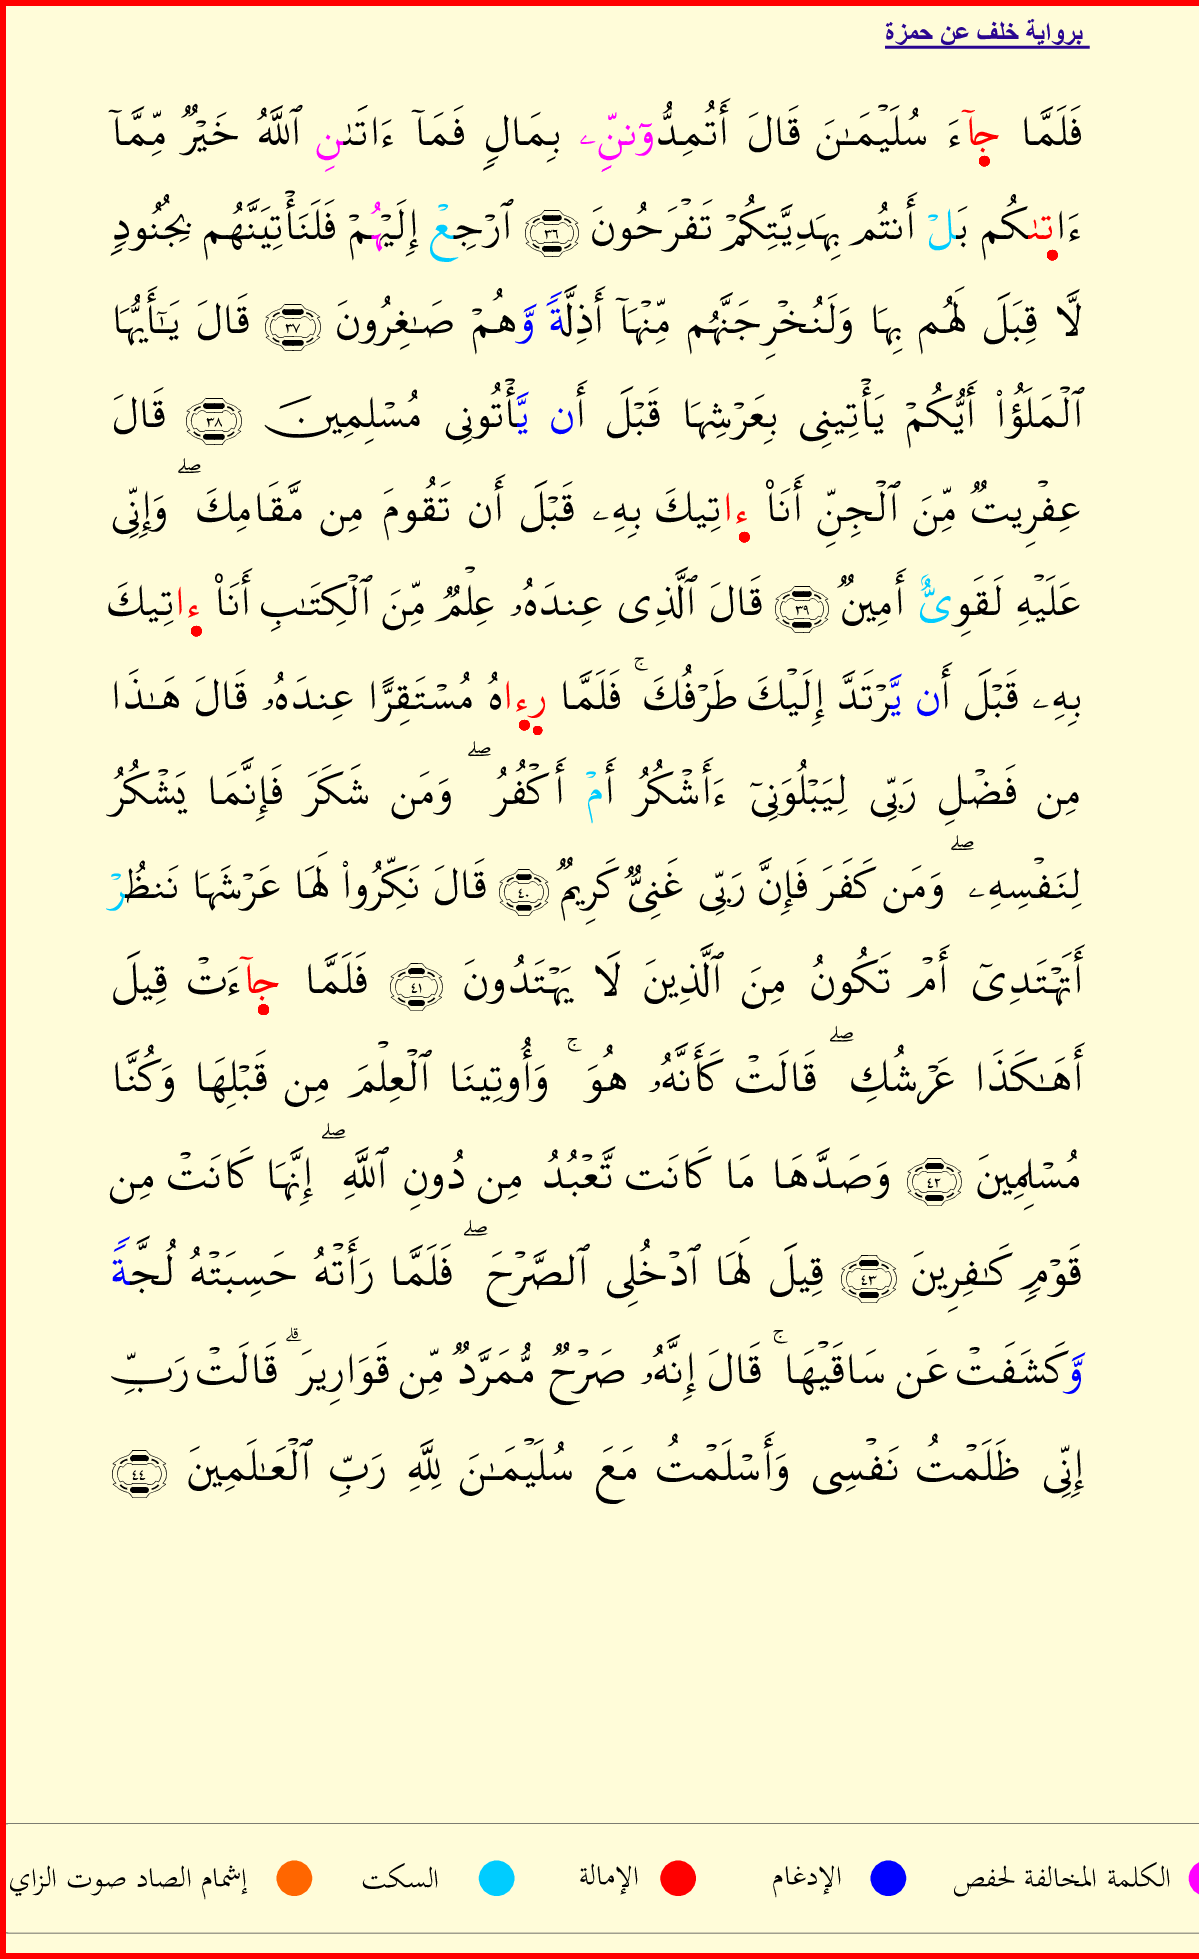 برواية خلف عن حمزة
فَلَمَّا جَآءَ سُلَيْمَـٰنَ قَالَ أَتُمِدُّوٓنِّۦ بِمَالٍ فَمَآ ءَاتَىٰنِ ٱللَّهُ خَيْرٌ مِّمَّآ
ءَاتَىٰكُم بَلْ أَنتُم بِهَدِيَّتِكُمْ تَفْرَحُونَ ٣٦ ٱرْجِعْ إِلَيْهُمْ فَلَنَأْتِيَنَّهُم بِجُنُودٍ
لَّا قِبَلَ لَهُم بِهَا وَلَنُخْرِجَنَّهُم مِّنْهَآ أَذِلَّةً وَّهُمْ صَـٰغِرُونَ ٣٧ قَالَ يَـٰٓأَيُّهَا
ٱلْمَلَؤُا۟ أَيُّكُمْ يَأْتِينِى بِعَرْشِهَا قَبْلَ أَن يَّأْتُونِى مُسْلِمِينَ ٣٨ قَالَ
عِفْرِيتٌ مِّنَ ٱلْجِنِّ أَنَا۠ ءَاتِيكَ بِهِۦ قَبْلَ أَن تَقُومَ مِن مَّقَامِكَ ۖ وَإِنِّى
عَلَيْهِ لَقَوِىٌّ أَمِينٌ ٣٩ قَالَ ٱلَّذِى عِندَهُۥ عِلْمٌ مِّنَ ٱلْكِتَـٰبِ أَنَا۠ ءَاتِيكَ
بِهِۦ قَبْلَ أَن يَّرْتَدَّ إِلَيْكَ طَرْفُكَ ۚ فَلَمَّا رِءَاهُ مُسْتَقِرًّا عِندَهُۥ قَالَ هَـٰذَا
مِن فَضْلِ رَبِّى لِيَبْلُوَنِىٓ ءَأَشْكُرُ أَمْ أَكْفُرُ ۖ وَمَن شَكَرَ فَإِنَّمَا يَشْكُرُ
لِنَفْسِهِۦ ۖ وَمَن كَفَرَ فَإِنَّ رَبِّى غَنِىٌّ كَرِيمٌ ٤٠ قَالَ نَكِّرُوا۟ لَهَا عَرْشَهَا نَنظُرْ
أَتَهْتَدِىٓ أَمْ تَكُونُ مِنَ ٱلَّذِينَ لَا يَهْتَدُونَ ٤١ فَلَمَّا جَآءَتْ قِيلَ
أَهَـٰكَذَا عَرْشُكِ ۖ قَالَتْ كَأَنَّهُۥ هُوَ ۚ وَأُوتِينَا ٱلْعِلْمَ مِن قَبْلِهَا وَكُنَّا
مُسْلِمِينَ ٤٢ وَصَدَّهَا مَا كَانَت تَّعْبُدُ مِن دُونِ ٱللَّهِ ۖ إِنَّهَا كَانَتْ مِن
قَوْمٍ كَـٰفِرِينَ ٤٣ قِيلَ لَهَا ٱدْخُلِى ٱلصَّرْحَ ۖ فَلَمَّا رَأَتْهُ حَسِبَتْهُ لُجَّةً
وَّكَشَفَتْ عَن سَاقَيْهَا ۚ قَالَ إِنَّهُۥ صَرْحٌ مُّمَرَّدٌ مِّن قَوَارِيرَ ۗ قَالَتْ رَبِّ
إِنِّى ظَلَمْتُ نَفْسِى وَأَسْلَمْتُ مَعَ سُلَيْمَـٰنَ لِلَّهِ رَبِّ ٱلْعَـٰلَمِينَ ٤٤
الكلمة المخالفة لحفص الإدغام الإمالة السكت إشمام الصاد صوت الزاي